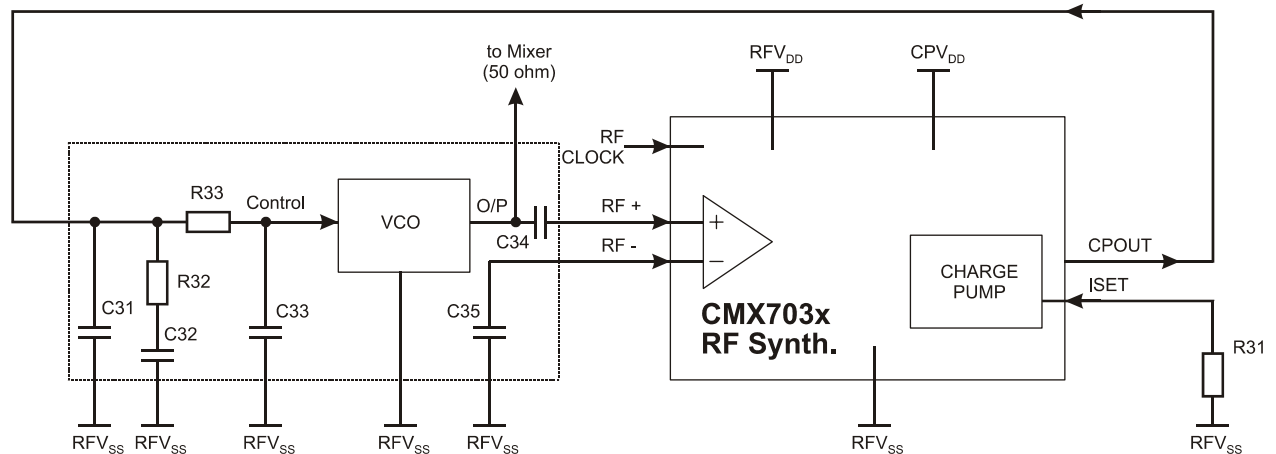 to Mixer
(50 ohm)
RFV_DD
CPV_DD
RF
CLOCK
R33
Control
VCO
O/P
C34
RF +
RF -
+
−
R32
C31
C32
C33
C35
CMX703x
RF Synth.
CHARGE
PUMP
CPOUT
ISET
R31
RFV_SS
RFV_SS
RFV_SS
RFV_SS
RFV_SS
RFV_SS
RFV_SS